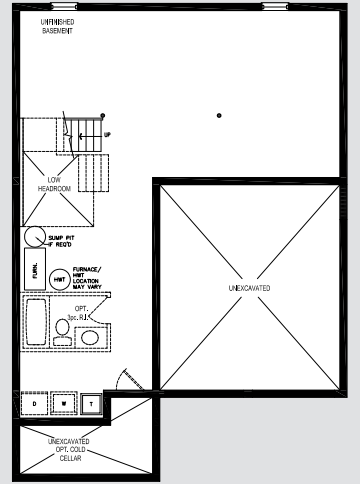 UNFINISHED
BASEMENT
UP
LOW
HEADROOM
SUMP PIT
IF REQ'D
FURN.
HWT
FURNACE/
HWT
LOCATION
MAY VARY
UNEXCAVATED
OPT.
3pc. R.I.
D
W
T
UNEXCAVATED
OPT. COLD
CELLAR